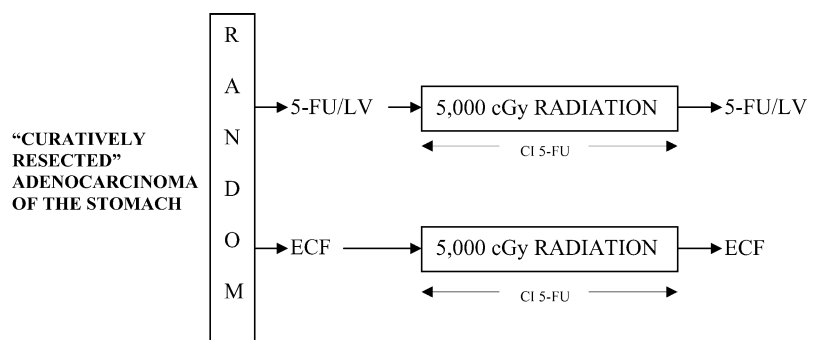 R
A
N
D
O
M
5-FU/LV 5,000 cGy RADIATION 5-FU/LV
CI 5-FU
“CURATIVELY
RESECTED”
ADENOCARCINOMA
OF THE STOMACH
ECF 5,000 cGy RADIATION ECF
CI 5-FU